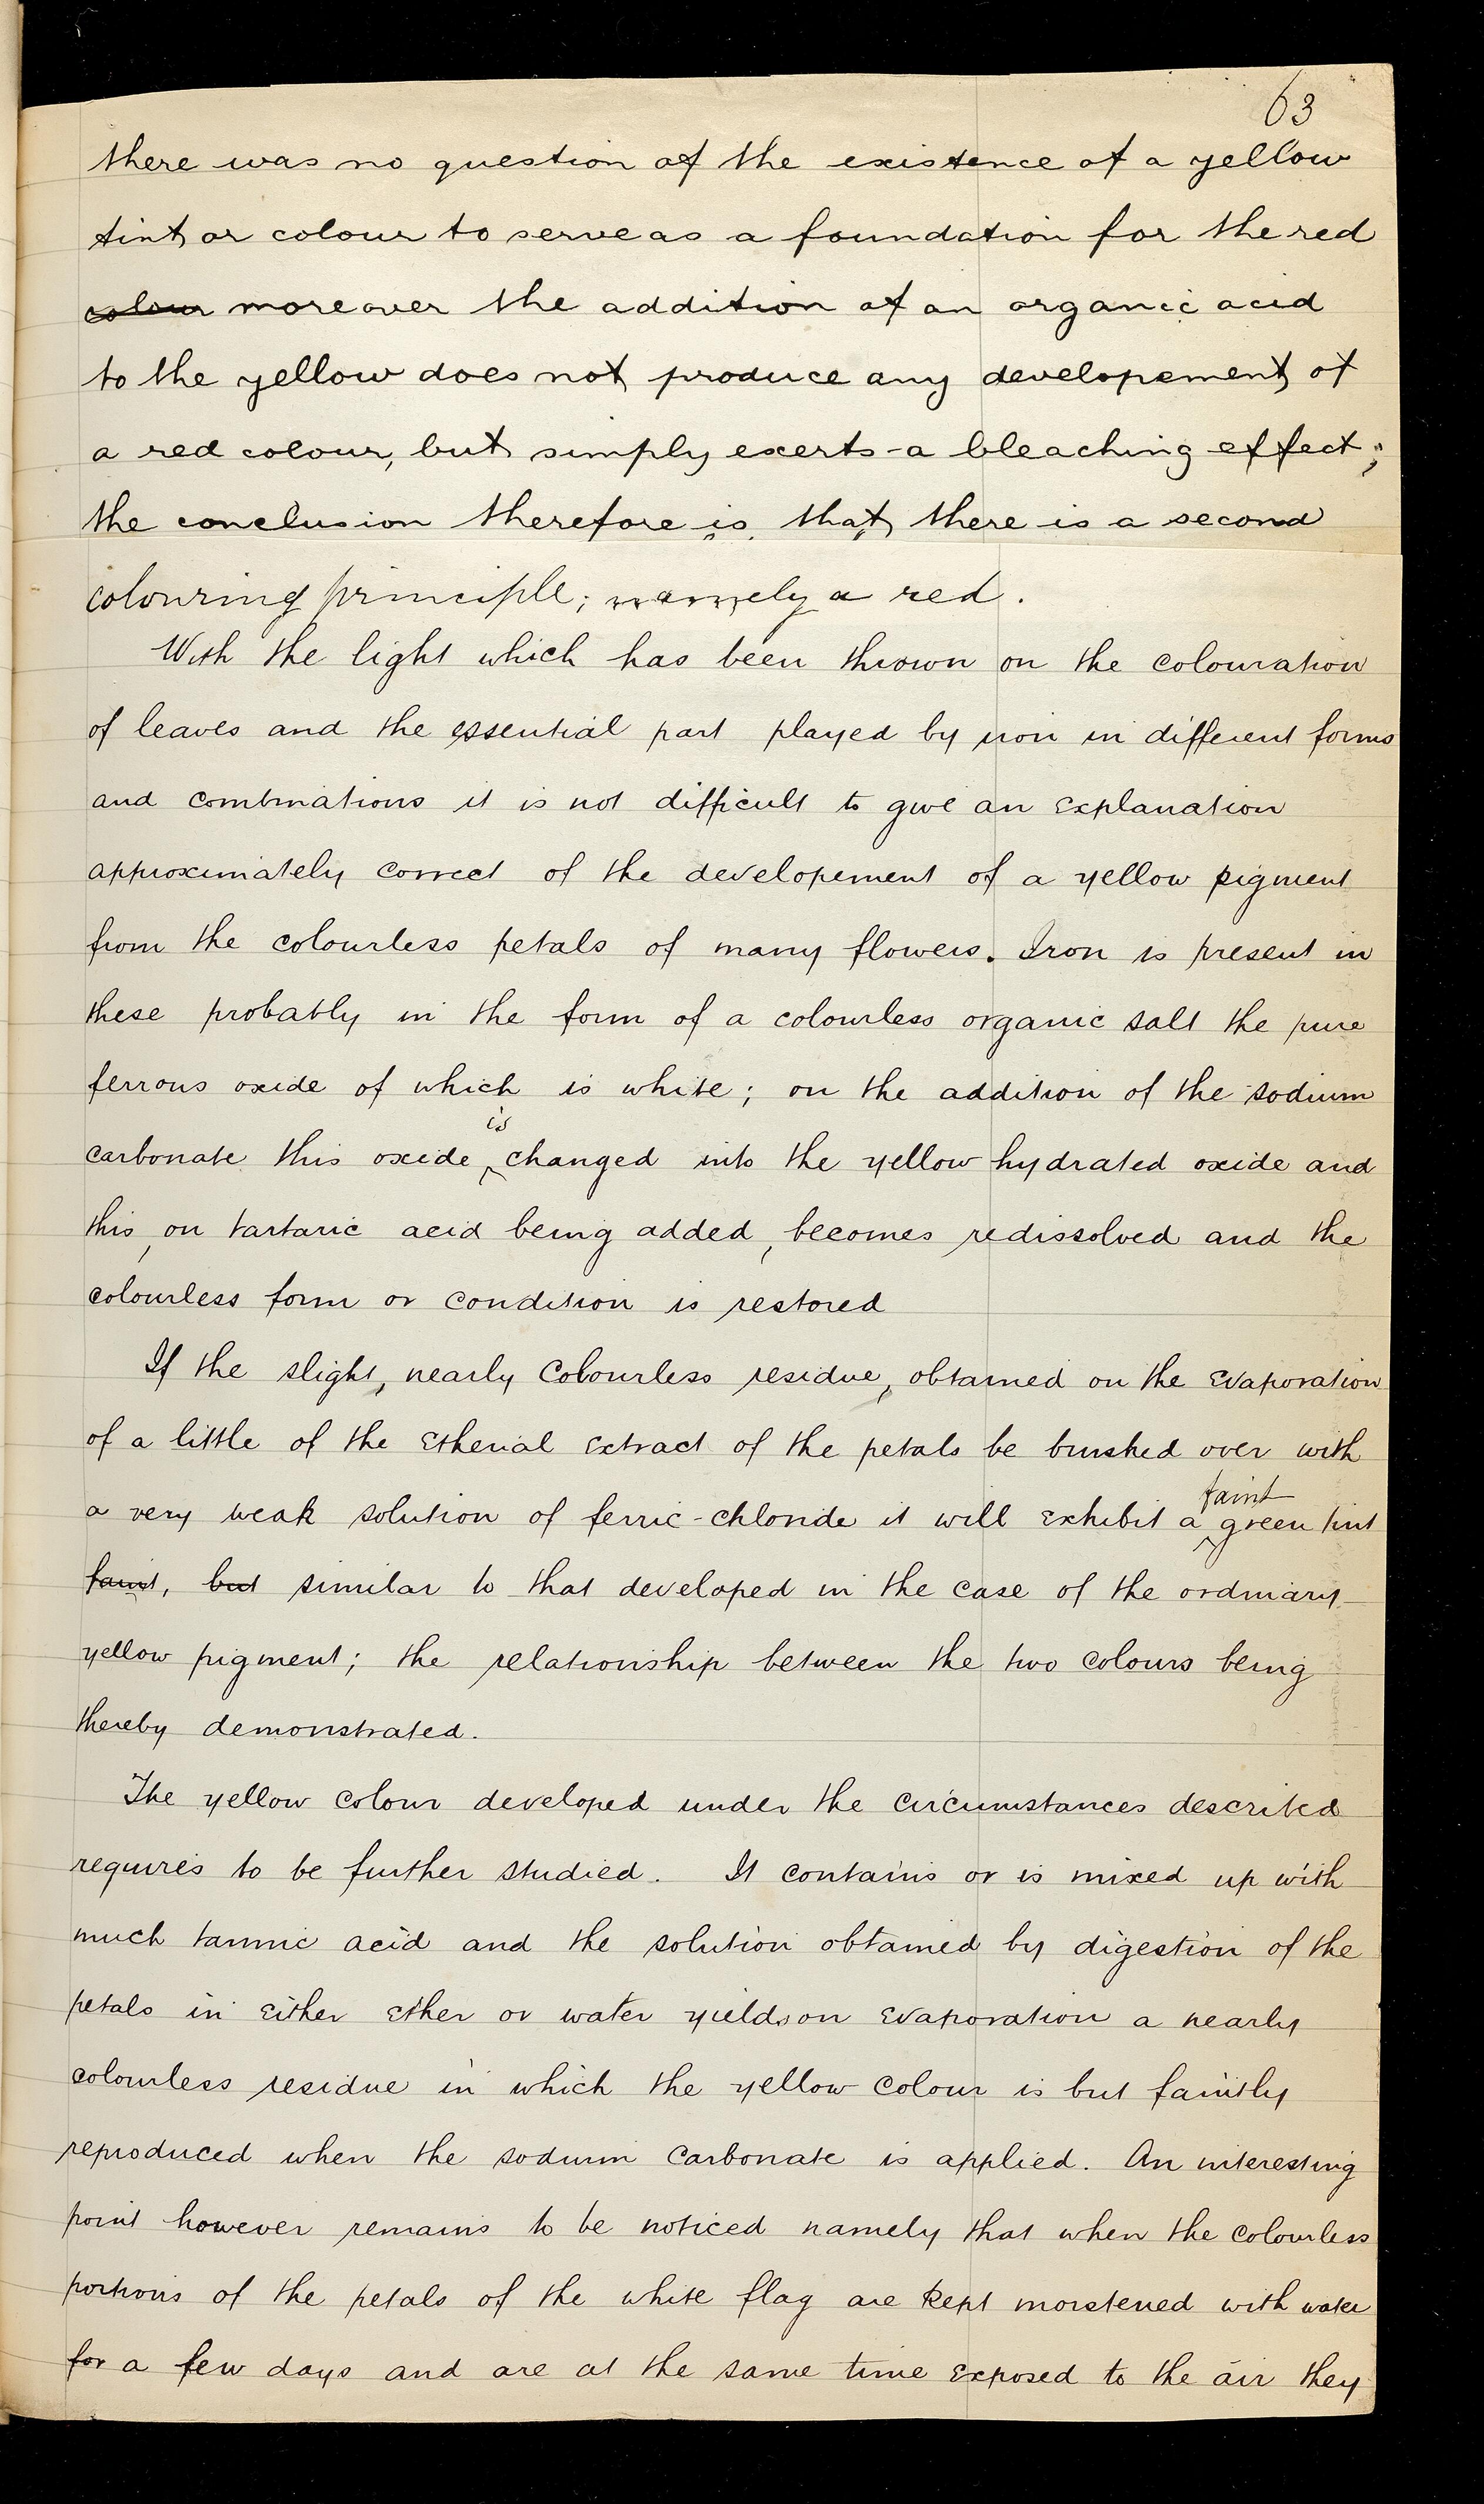 63
there was no question of the existence of a yellow
tint or colour to serve as a foundation for the red
colour moreover the addition of an organic acid
to the yellow does not produce any developement of
a red colour, but simply exerts a bleaching effect;
the conclusion therefore is, that, there is a second
colouring principle; namely a red.
With the light which has been thrown on the colouration
of leaves and the essential part played by iron in different forms
and combinations it is not difficult to give an explanation
approximately correct of the developement of a yellow pigment
from the colourless petals of many flowers. Iron is present in
these probably in the form of a colourless organic salt the pure
ferrous oxide of which is white; on the addition of the sodium
is
carbonate this oxide changed into the yellow hydrated oxide and
this, on tartaric acid being added, becomes redissolved and the
colourless form or condition is restored
If the slight, nearly colourless residue, obtained on the evaporation
of a little of the etherial extract of the petals be brushed over with
faint
a very weak solution of ferric-chloride it will exhibit a green tint
faint, but similar to that developed in the case of the ordinary
yellow pigment; the relationship between the two colours being
thereby demonstrated.
The yellow colour developed under the circumstances described
requires to be further studied. It contains or is mixed up with
much tannic acid and the solution obtained by digestion of the
petals in either ether or water yields on evaporation a nearly
colourless residue in which the yellow colour is but faintly
reproduced when the sodium carbonate is applied. An interesting
point however remains to be noticed namely that when the colourless
portions of the petals of the white flag are kept moistened with water
for a few days and are at the same time exposed to the air they